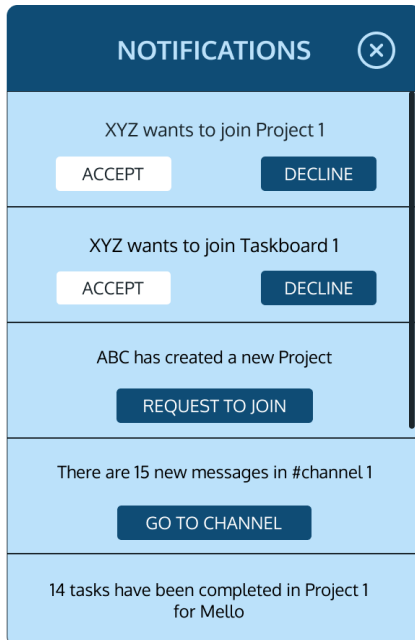 NOTIFICATIONS
XYZ wants to join Project 1
ACCEPT
DECLINE
XYZ wants to join Taskboard 1
ACCEPT
DECLINE
ABC has created a new Project
REQUEST TO JOIN
There are 15 new messages in #channel 1
GO TO CHANNEL
14 tasks have been completed in Project 1
for Mello